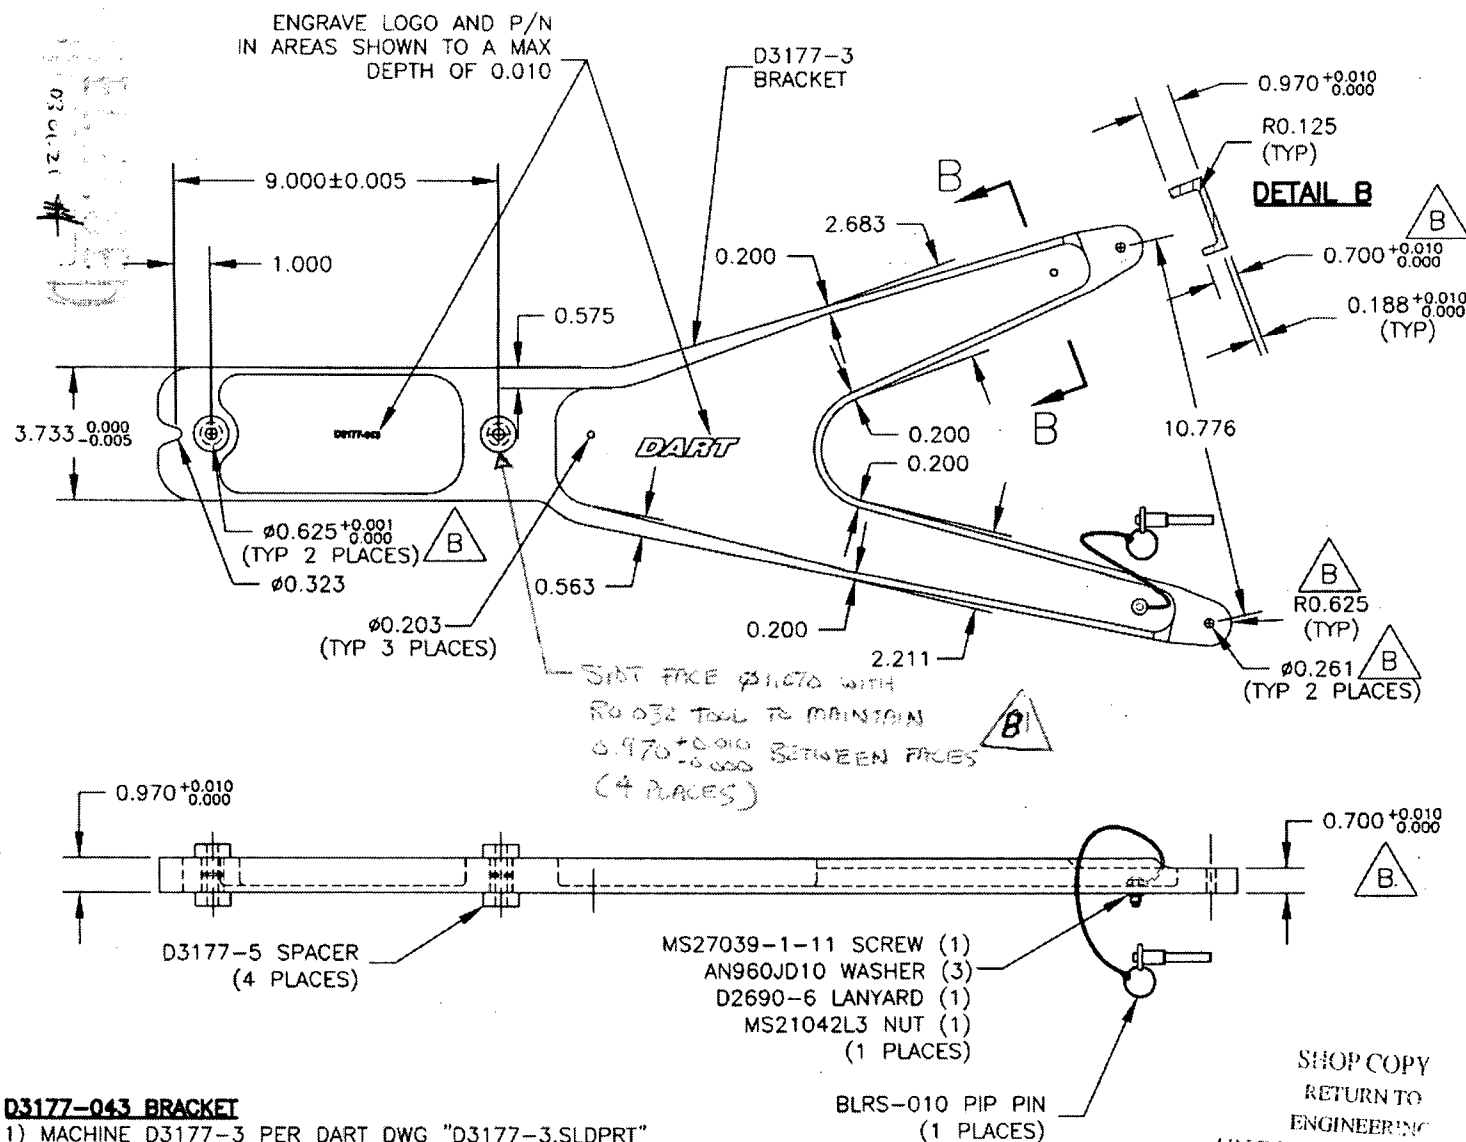 ENGRAVE LOGO AND P/N
IN AREAS SHOWN TO A MAX
DEPTH OF 0.010
D3177-3
BRACKET
0.970 +0.010
0.000
R0.125
(TYP)
DETAIL B
B
0.700 +0.010
0.000
0.188 +0.010
0.000
(TYP)
03.01.21
9.000±0.005
1.000
B
2.683
0.200
0.575
3.733 0.000
-0.005
D3177-043
DART
0.200
0.200
B
10.776
ø0.625 +0.001
0.000
(TYP 2 PLACES)
B
ø0.323
0.563
ø0.203
(TYP 3 PLACES)
0.200
2.211
B
R0.625
(TYP)
ø0.261
B
(TYP 2 PLACES)
FACE ø1.070 WITH
R0.032 TOOL TO MAINTAIN
0.970 +0.010
-0.000 BETWEEN FACES
(4 PLACES)
B
0.970 +0.010
0.000
0.700 +0.010
0.000
B
D3177-5 SPACER
(4 PLACES)
MS27039-1-11 SCREW (1)
AN960JD10 WASHER (3)
D2690-6 LANYARD (1)
MS21042L3 NUT (1)
(1 PLACES)
BLRS-010 PIP PIN
(1 PLACES)
SHOP COPY
RETURN TO
ENGINEERING
D3177-043 BRACKET
1) MACHINE D3177-3 PER DART DWG "D3177-3.SLDPRT"